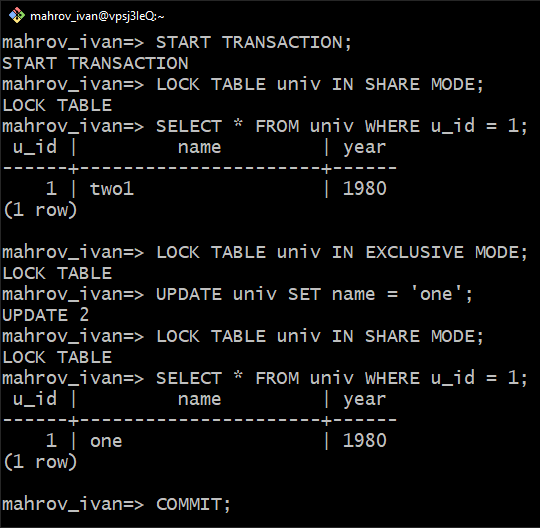 mahrov_ivan@vpsj3leQ:~
mahrov_ivan=> START TRANSACTION;
START TRANSACTION
mahrov_ivan=> LOCK TABLE univ IN SHARE MODE;
LOCK TABLE
mahrov_ivan=> SELECT * FROM univ WHERE u_id = 1;
 u_id |         name         | year
------+----------------------+------
    1 | two1                 | 1980
(1 row)

mahrov_ivan=> LOCK TABLE univ IN EXCLUSIVE MODE;
LOCK TABLE
mahrov_ivan=> UPDATE univ SET name = 'one';
UPDATE 2
mahrov_ivan=> LOCK TABLE univ IN SHARE MODE;
LOCK TABLE
mahrov_ivan=> SELECT * FROM univ WHERE u_id = 1;
 u_id |         name         | year
------+----------------------+------
    1 | one                  | 1980
(1 row)

mahrov_ivan=> COMMIT;